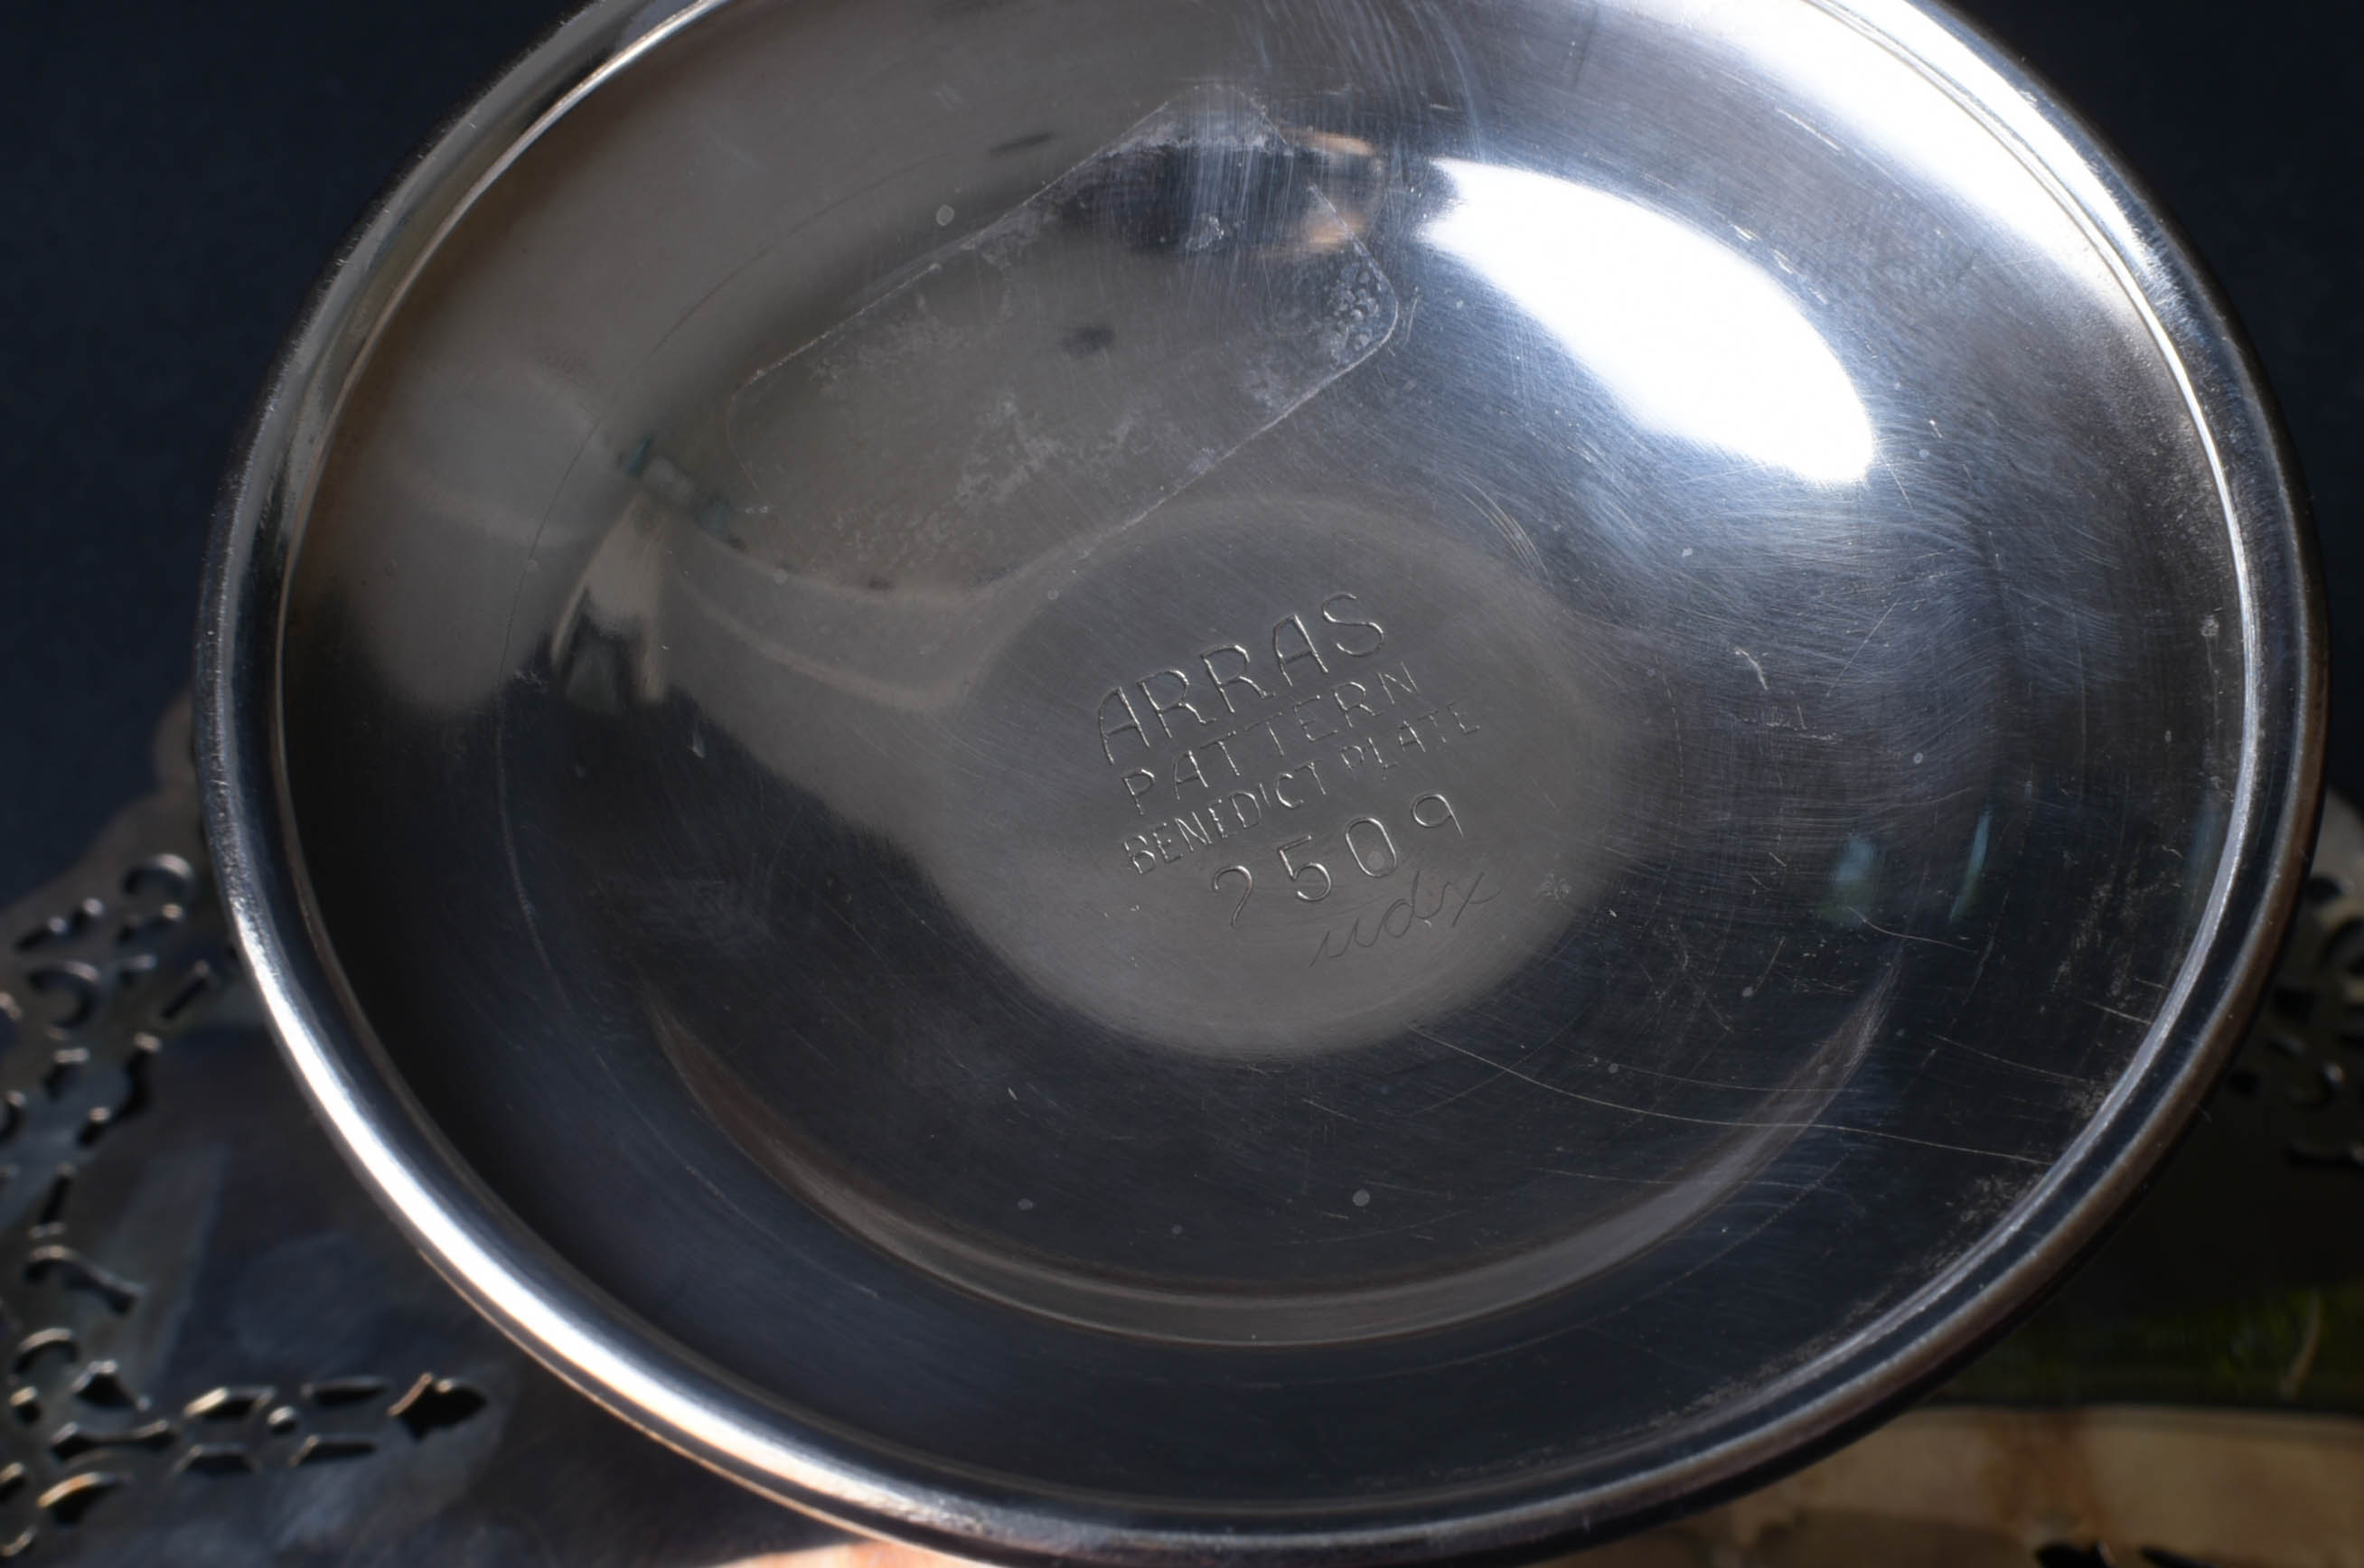 ARRAS
PATTERN
BENEDICT PLATE
2509